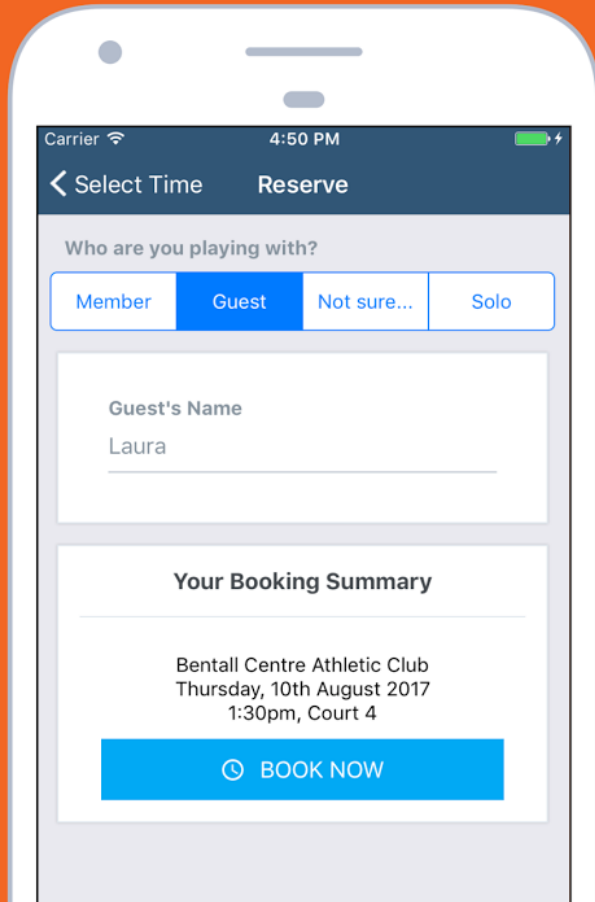 Carrier 4:50 PM
Select Time Reserve
Who are you playing with?
Member Guest Not sure... Solo
Guest's Name
Laura
Your Booking Summary
Bentall Centre Athletic Club
Thursday, 10th August 2017
1:30pm, Court 4
BOOK NOW